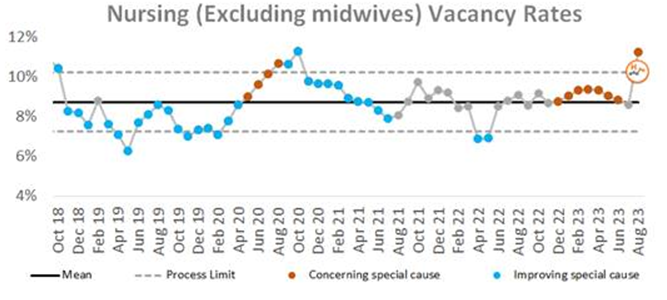 Nursing (Excluding midwives) Vacancy Rates
12%
10%
8%
6%
4%
Oct 18
Dec 18
Feb 19
Apr 19
Jun 19
Aug 19
Oct 19
Dec 19
Feb 20
Apr 20
Jun 20
Aug 20
Oct 20
Dec 20
Feb 21
Apr 21
Jun 21
Aug 21
Oct 21
Dec 21
Feb 22
Apr 22
Jun 22
Aug 22
Oct 22
Dec 22
Feb 23
Apr 23
Jun 23
Aug 23
Mean Process Limit Concerning special cause Improving special cause